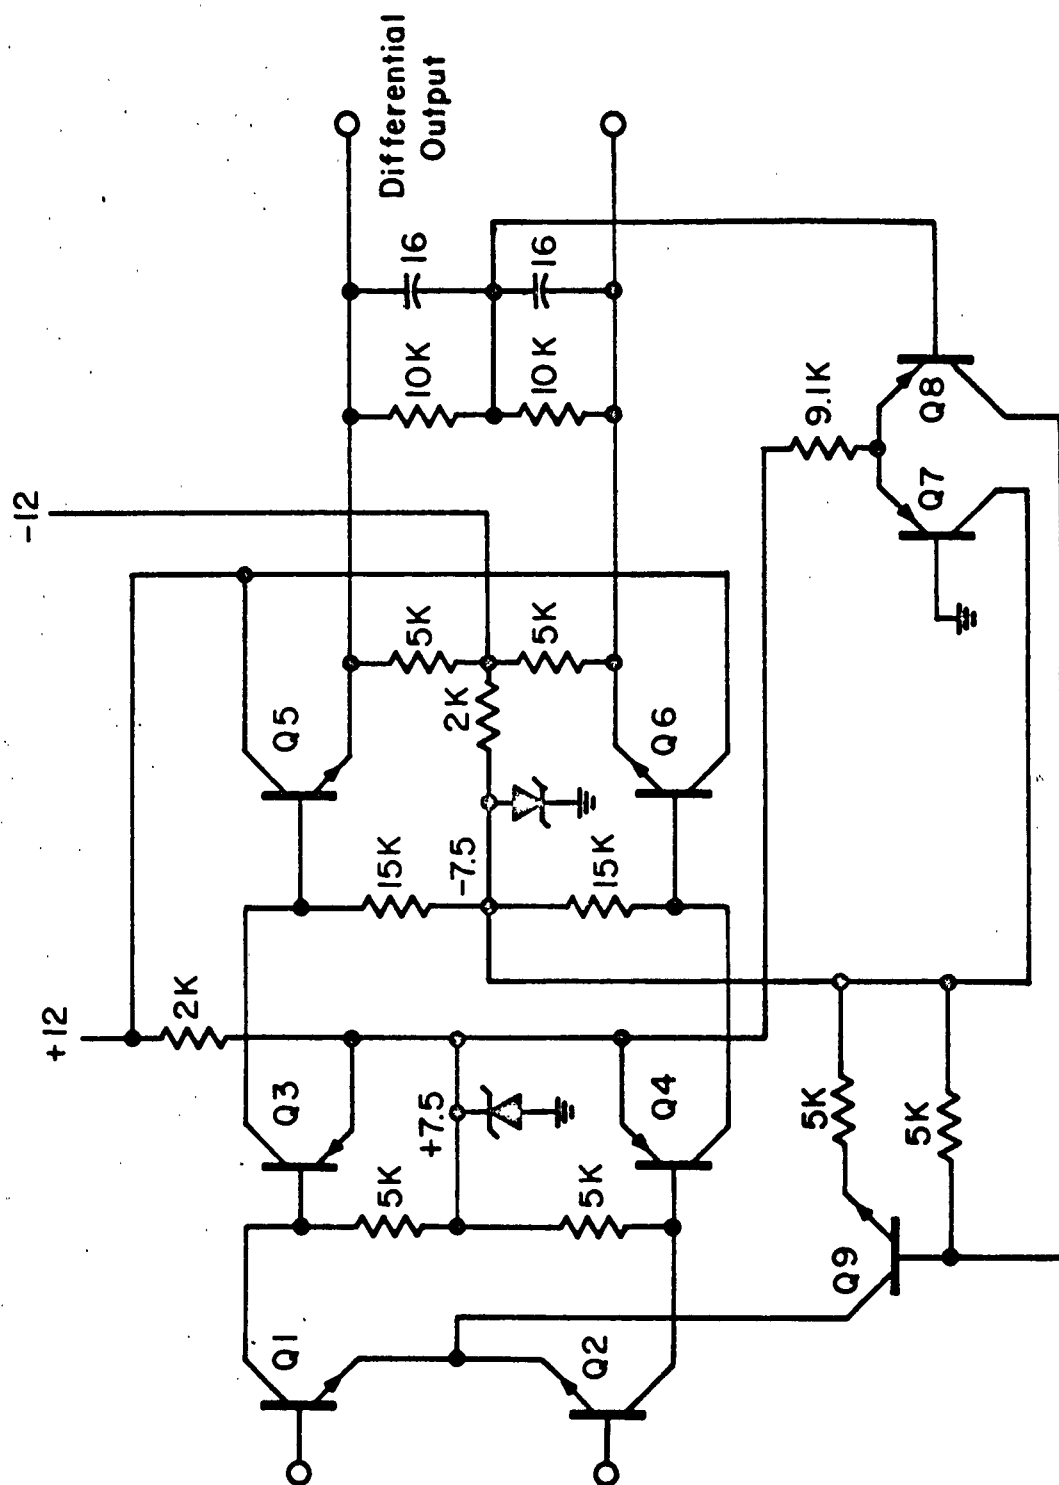 +12
-12
2K
Q1
Q3
Q5
Differential
Output
5K
15K
5K
10K
16
+7.5
-7.5
2K
5K
15K
5K
10K
16
Q2
Q4
Q6
9.1K
5K
5K
Q9
Q7
Q8